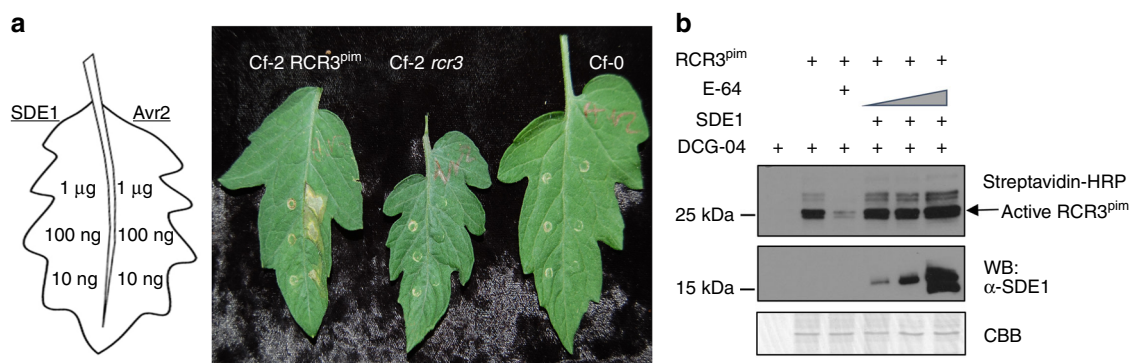 a
SDE1 Avr2
1 µg 1 µg
100 ng 100 ng
10 ng 10 ng
Cf-2 RCR3pim Cf-2 rcr3 Cf-0
b
RCR3pim + + + + +
E-64 +
SDE1 + + +
DCG-04 + + + + + +
Streptavidin-HRP
25 kDa Active RCR3pim
WB:
15 kDa α-SDE1
CBB